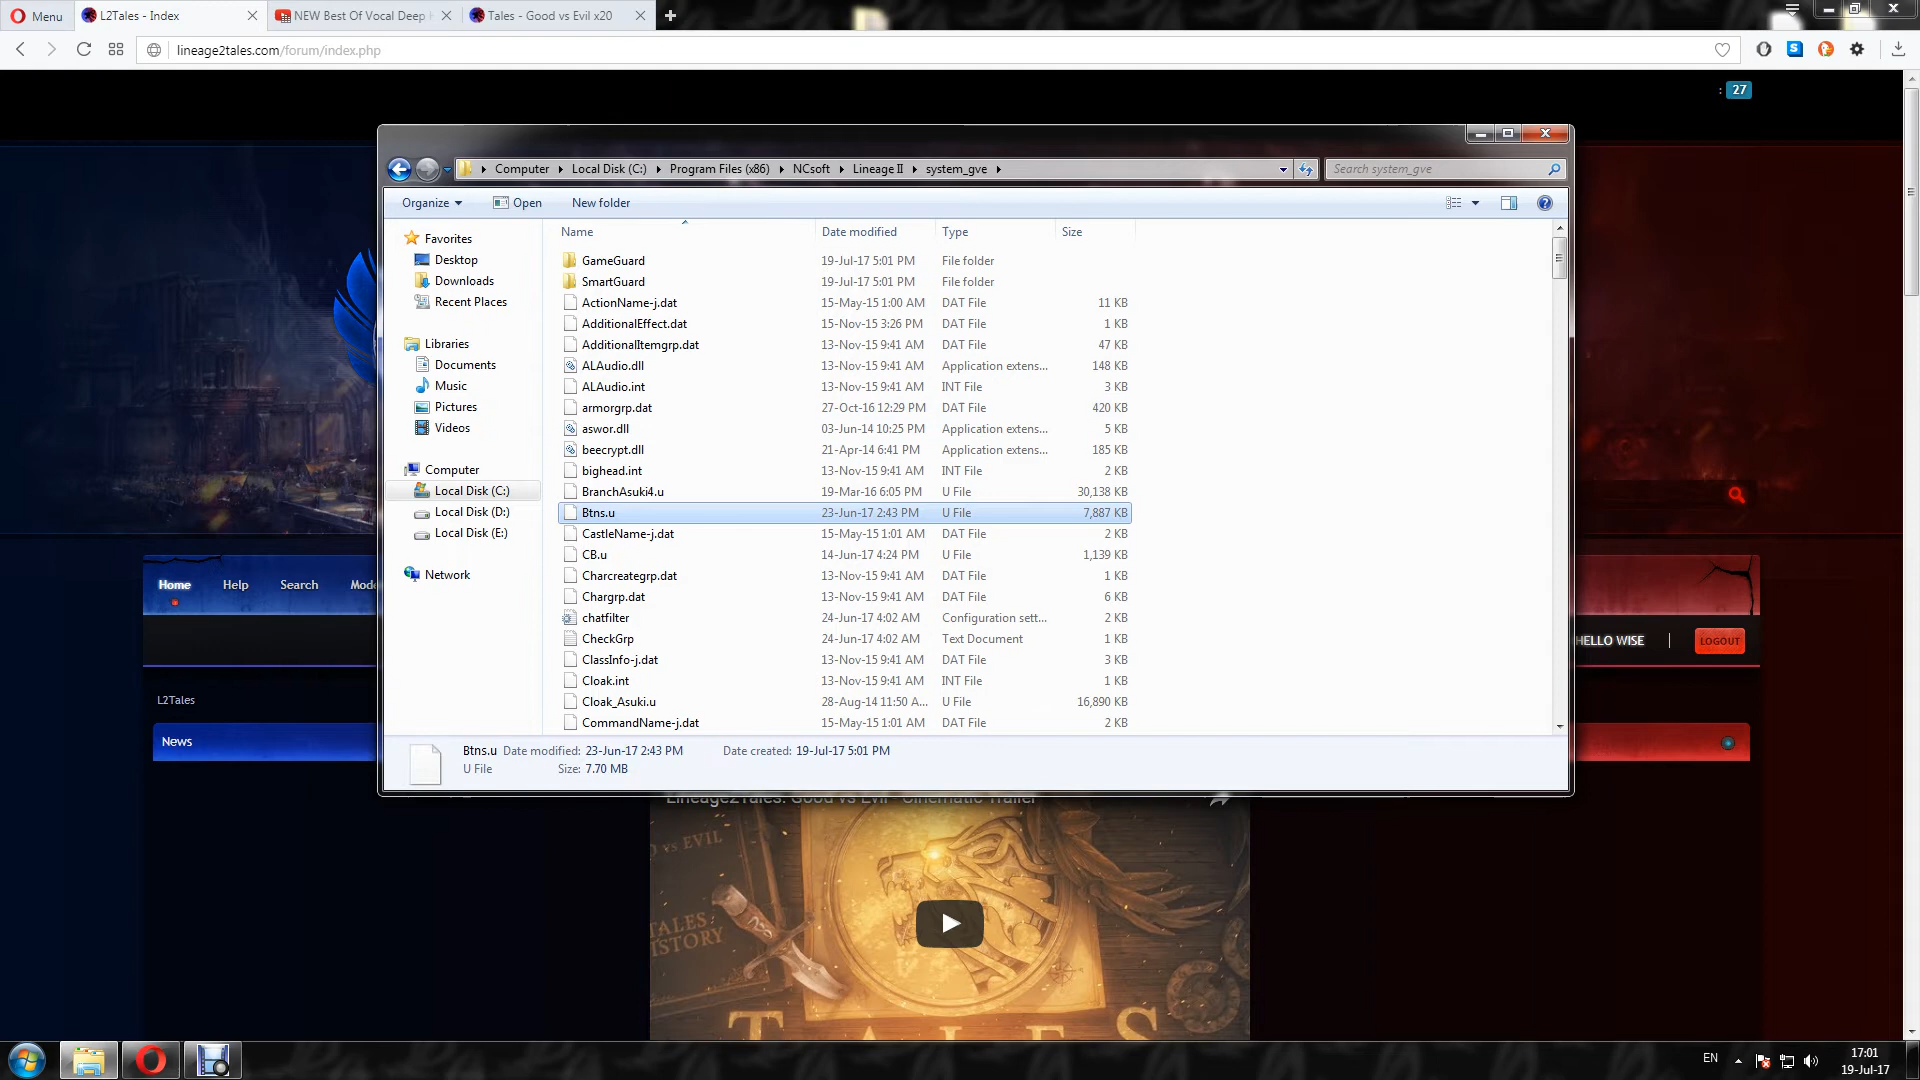 Menu L2Tales - Index NEW Best Of Vocal Deep Tales - Good vs Evil x20
lineage2tales.com/forum/index.php
: 27
Computer Local Disk (C:) Program Files (x86) NCsoft Lineage II system_gve Search system_gve
Organize Open New folder
Name Date modified Type Size
Favorites
Desktop
Downloads
Recent Places
Libraries
Documents
Music
Pictures
Videos
Computer
Local Disk (C:)
Local Disk (D:)
Local Disk (E:)
Network
GameGuard 19-Jul-17 5:01 PM File folder
SmartGuard 19-Jul-17 5:01 PM File folder
ActionName-j.dat 15-May-15 1:00 AM DAT File 11 KB
AdditionalEffect.dat 15-Nov-15 3:26 PM DAT File 1 KB
AdditionalItemgrp.dat 13-Nov-15 9:41 AM DAT File 47 KB
ALAudio.dll 13-Nov-15 9:41 AM Application extens... 148 KB
ALAudio.int 13-Nov-15 9:41 AM INT File 3 KB
armorgrp.dat 27-Oct-16 12:29 PM DAT File 420 KB
aswor.dll 03-Jun-14 10:25 PM Application extens... 5 KB
beecrypt.dll 21-Apr-14 6:41 PM Application extens... 185 KB
bighead.int 13-Nov-15 9:41 AM INT File 2 KB
BranchAsuki4.u 19-Mar-16 6:05 PM U File 30,138 KB
Btns.u 23-Jun-17 2:43 PM U File 7,887 KB
CastleName-j.dat 15-May-15 1:01 AM DAT File 2 KB
CB.u 14-Jun-17 4:24 PM U File 1,139 KB
Charcreategrp.dat 13-Nov-15 9:41 AM DAT File 1 KB
Chargrp.dat 13-Nov-15 9:41 AM DAT File 6 KB
chatfilter 24-Jun-17 4:02 AM Configuration sett... 2 KB
CheckGrp 24-Jun-17 4:02 AM Text Document 1 KB
ClassInfo-j.dat 13-Nov-15 9:41 AM DAT File 3 KB
Cloak.int 13-Nov-15 9:41 AM INT File 1 KB
Cloak_Asuki.u 28-Aug-14 11:50 A... U File 16,890 KB
CommandName-j.dat 15-May-15 1:01 AM DAT File 2 KB
Btns.u Date modified: 23-Jun-17 2:43 PM Date created: 19-Jul-17 5:01 PM
U File Size: 7.70 MB
Home Help Search
HELLO WISE | LOGOUT
L2Tales
News
Lineage2Tales: Good vs Evil - Cinematic Trailer
VS EVIL
TALES
HISTORY
TALES
EN 17:01
19-Jul-17